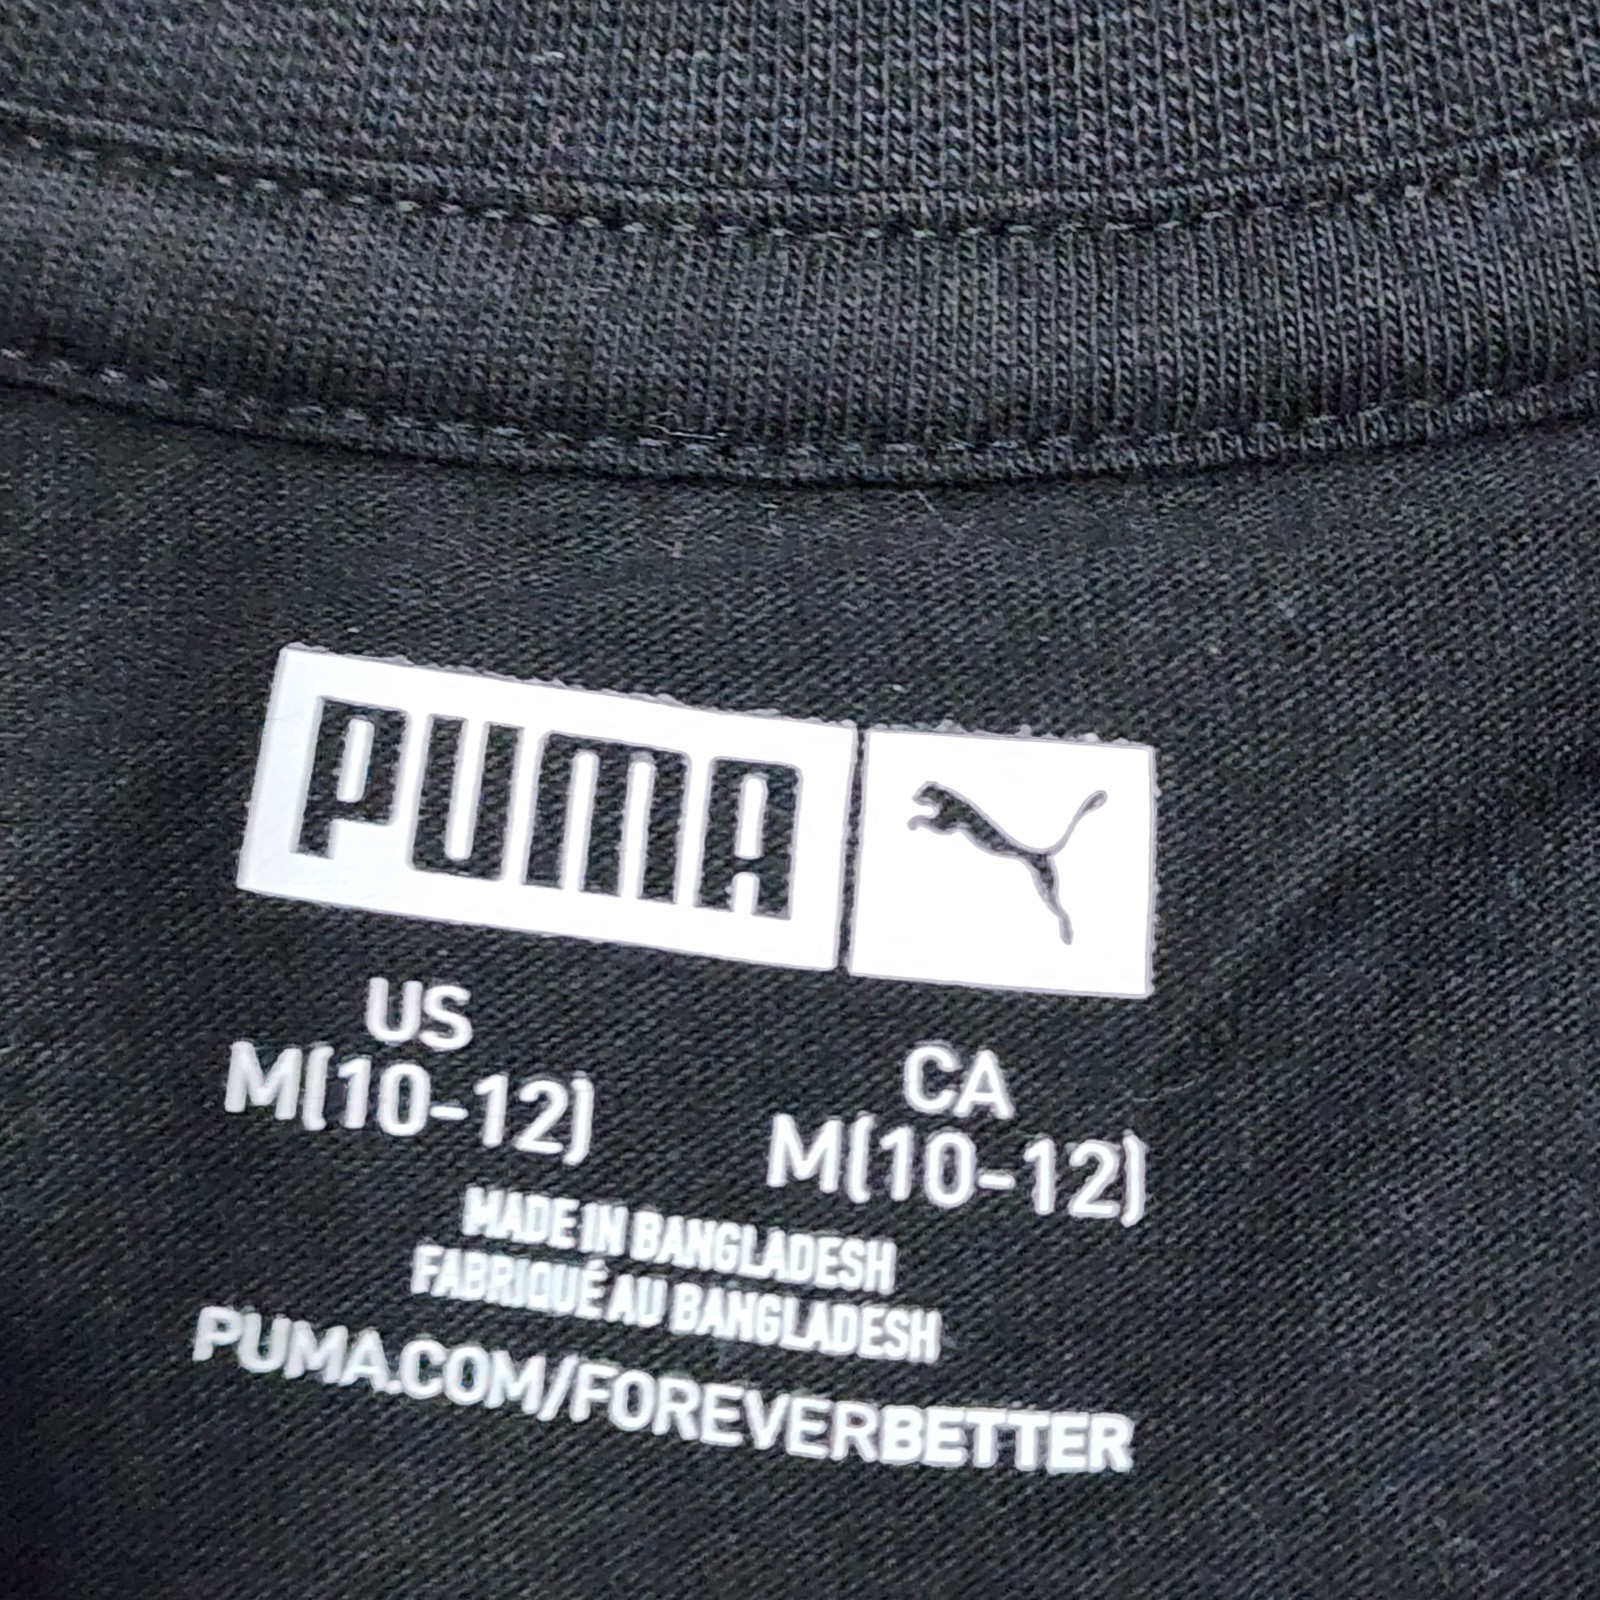 PUMA
US
M(10-12)
CA
M(10-12)
MADE IN BANGLADESH
FABRIQUÉ AU BANGLADESH
PUMA.COM/FOREVERBETTER